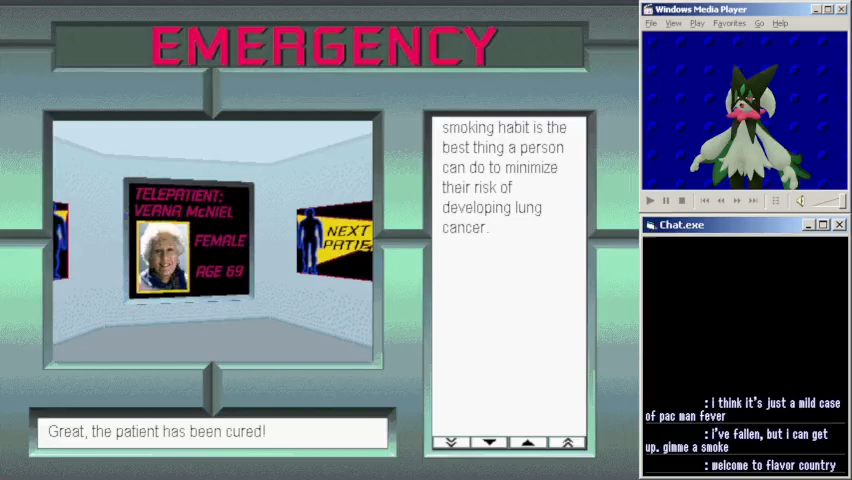 EMERGENCY
TELEPATIENT:
VERNA McNIEL
FEMALE
AGE 69
NEXT
smoking habit is the
best thing a person
can do to minimize
their risk of
developing lung
cancer.
Great, the patient has been cured!
Windows Media Player
File View Play Favorites Go Help
Chat.exe
: i think it's just a mild case
of pac man fever
: i've fallen, but i can get
up. gimme a smoke
: welcome to flavor country